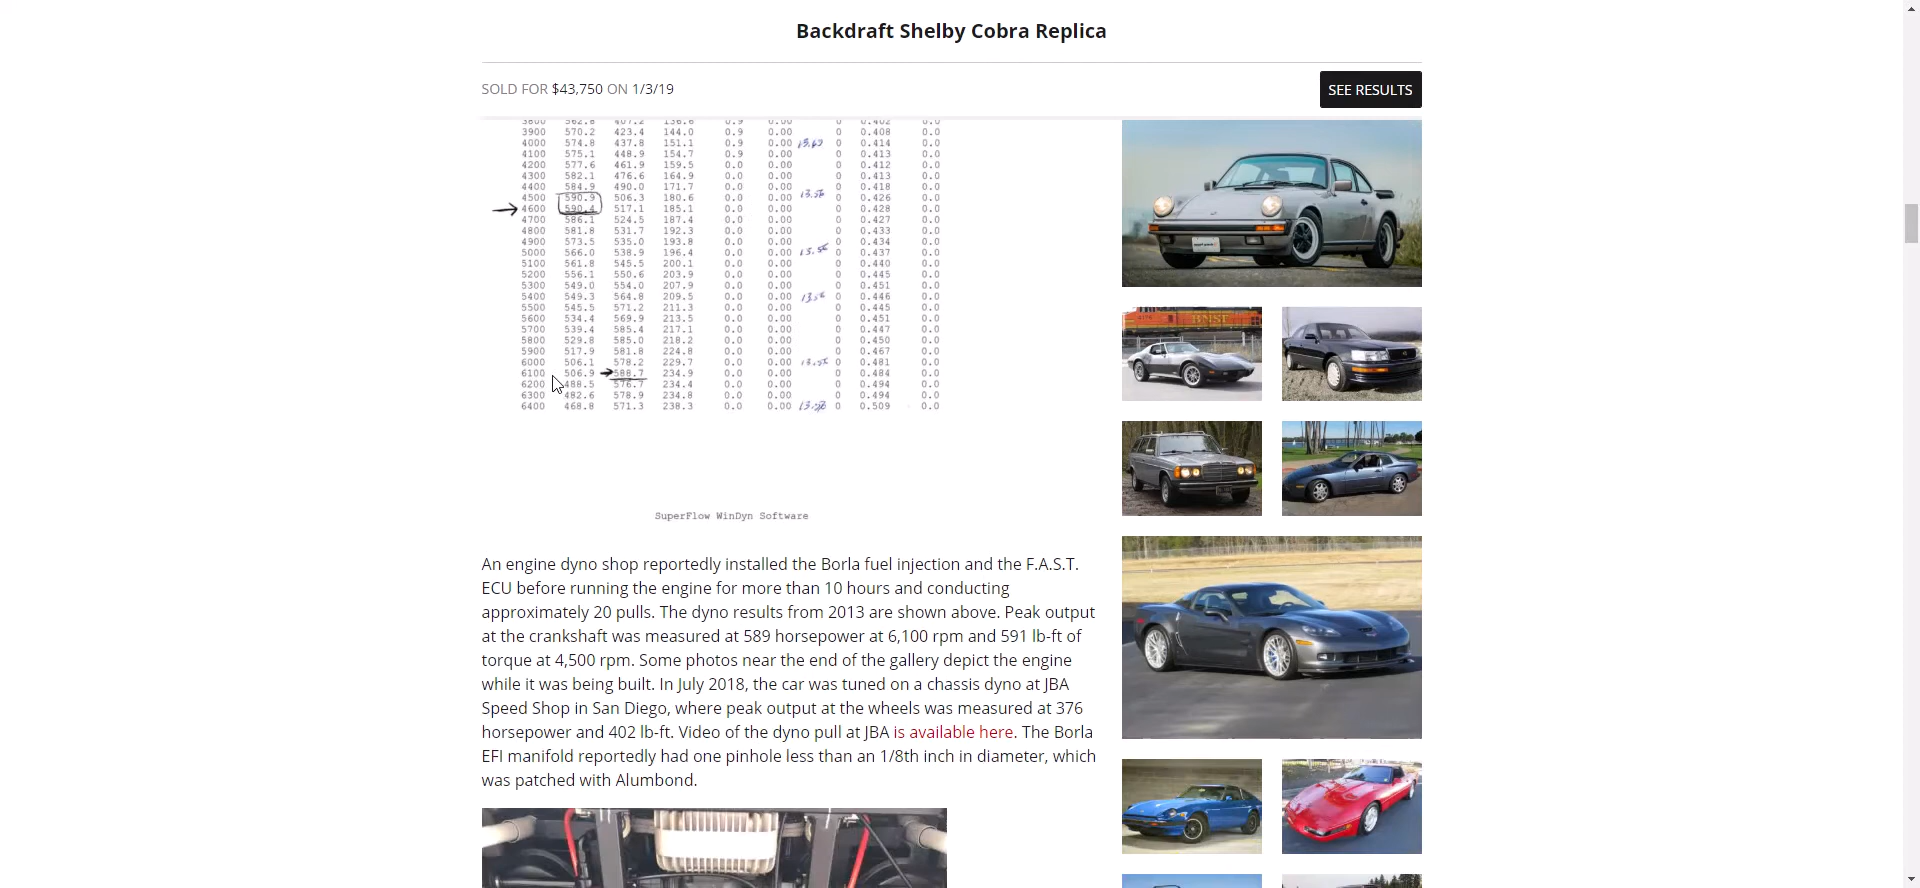 Backdraft Shelby Cobra Replica
SOLD FOR $43,750 ON 1/3/19
SEE RESULTS
3800 562.8 407.2 136.6 0.9 0.00 0 0.402 0.0
3900 570.2 423.4 144.0 0.9 0.00 0 0.408 0.0
4000 574.8 437.8 151.1 0.9 0.00 13.67 0 0.414 0.0
4100 575.1 448.9 154.7 0.9 0.00 0 0.413 0.0
4200 577.6 461.9 159.5 0.0 0.00 0 0.412 0.0
4300 582.1 476.6 164.9 0.0 0.00 0 0.413 0.0
4400 584.9 490.0 171.7 0.0 0.00 0 0.418 0.0
4500 590.9 506.3 180.6 0.0 0.00 0 0.426 0.0
4600 590.4 517.1 185.1 0.0 0.00 0 0.428 0.0
4700 586.1 524.5 187.4 0.0 0.00 0 0.427 0.0
4800 581.8 531.7 192.3 0.0 0.00 0 0.433 0.0
4900 573.5 535.0 193.8 0.0 0.00 0 0.434 0.0
5000 566.0 538.9 196.4 0.0 0.00 0 0.437 0.0
5100 561.8 545.5 200.1 0.0 0.00 0 0.440 0.0
5200 556.1 550.6 203.9 0.0 0.00 0 0.445 0.0
5300 549.0 554.0 207.9 0.0 0.00 0 0.451 0.0
5400 549.3 564.8 209.5 0.0 0.00 0 0.446 0.0
5500 545.5 571.2 211.3 0.0 0.00 0 0.445 0.0
5600 534.4 569.9 213.5 0.0 0.00 0 0.451 0.0
5700 539.4 585.4 217.1 0.0 0.00 0 0.447 0.0
5800 529.8 585.0 218.2 0.0 0.00 0 0.450 0.0
5900 517.9 581.8 224.8 0.0 0.00 0 0.467 0.0
6000 506.1 578.2 229.7 0.0 0.00 0 0.481 0.0
6100 506.9 588.7 234.9 0.0 0.00 0 0.484 0.0
6200 488.5 576.7 234.4 0.0 0.00 0 0.494 0.0
6300 482.6 578.9 234.8 0.0 0.00 0 0.494 0.0
6400 468.8 571.3 238.3 0.0 0.00 0 0.509 0.0
SuperFlow WinDyn Software
An engine dyno shop reportedly installed the Borla fuel injection and the F.A.S.T.
ECU before running the engine for more than 10 hours and conducting
approximately 20 pulls. The dyno results from 2013 are shown above. Peak output
at the crankshaft was measured at 589 horsepower at 6,100 rpm and 591 lb-ft of
torque at 4,500 rpm. Some photos near the end of the gallery depict the engine
while it was being built. In July 2018, the car was tuned on a chassis dyno at JBA
Speed Shop in San Diego, where peak output at the wheels was measured at 376
horsepower and 402 lb-ft. Video of the dyno pull at JBA is available here. The Borla
EFI manifold reportedly had one pinhole less than an 1/8th inch in diameter, which
was patched with Alumbond.
BNSF